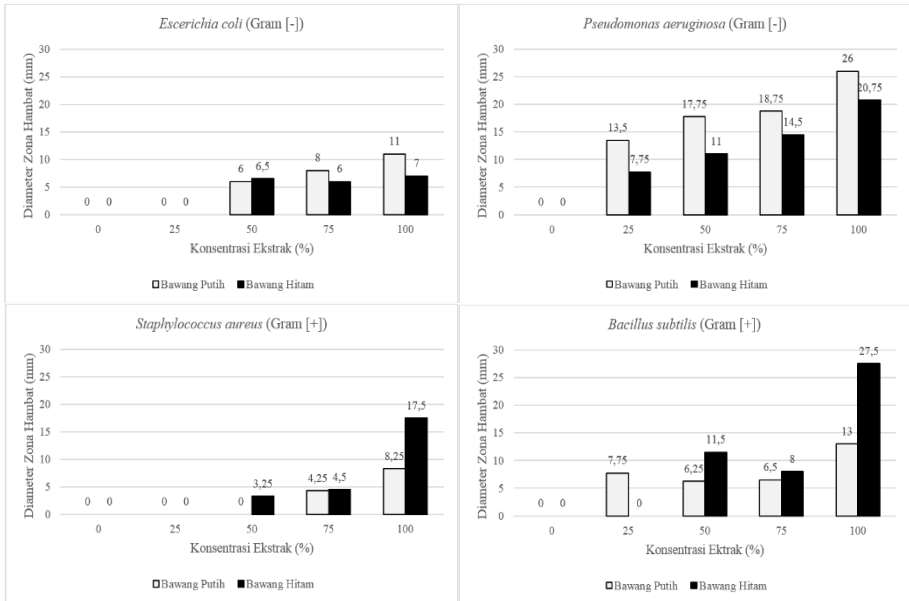 Escerichia coli (Gram [-])
Diameter Zona Hambat (mm)
30
25
20
15
10
5
0
0 0
0 0
6 6,5
8 6
11 7
0 25 50 75 100
Konsentrasi Ekstrak (%)
Bawang Putih Bawang Hitam
Pseudomonas aeruginosa (Gram [-])
Diameter Zona Hambat (mm)
30
25
20
15
10
5
0
0 0
13,5 7,75
17,75 11
18,75 14,5
26 20,75
0 25 50 75 100
Konsentrasi Ekstrak (%)
Bawang Putih Bawang Hitam
Staphylococcus aureus (Gram [+])
Diameter Zona Hambat (mm)
30
25
20
15
10
5
0
0 0
0 0
0 3,25
4,25 4,5
8,25 17,5
0 25 50 75 100
Konsentrasi Ekstrak (%)
Bawang Putih Bawang Hitam
Bacillus subtilis (Gram [+])
Diameter Zona Hambat (mm)
30
25
20
15
10
5
0
0 0
7,75 0
6,25 11,5
6,5 8
13 27,5
0 25 50 75 100
Konsentrasi Ektrak (%)
Bawang Putih Bawang Hitam